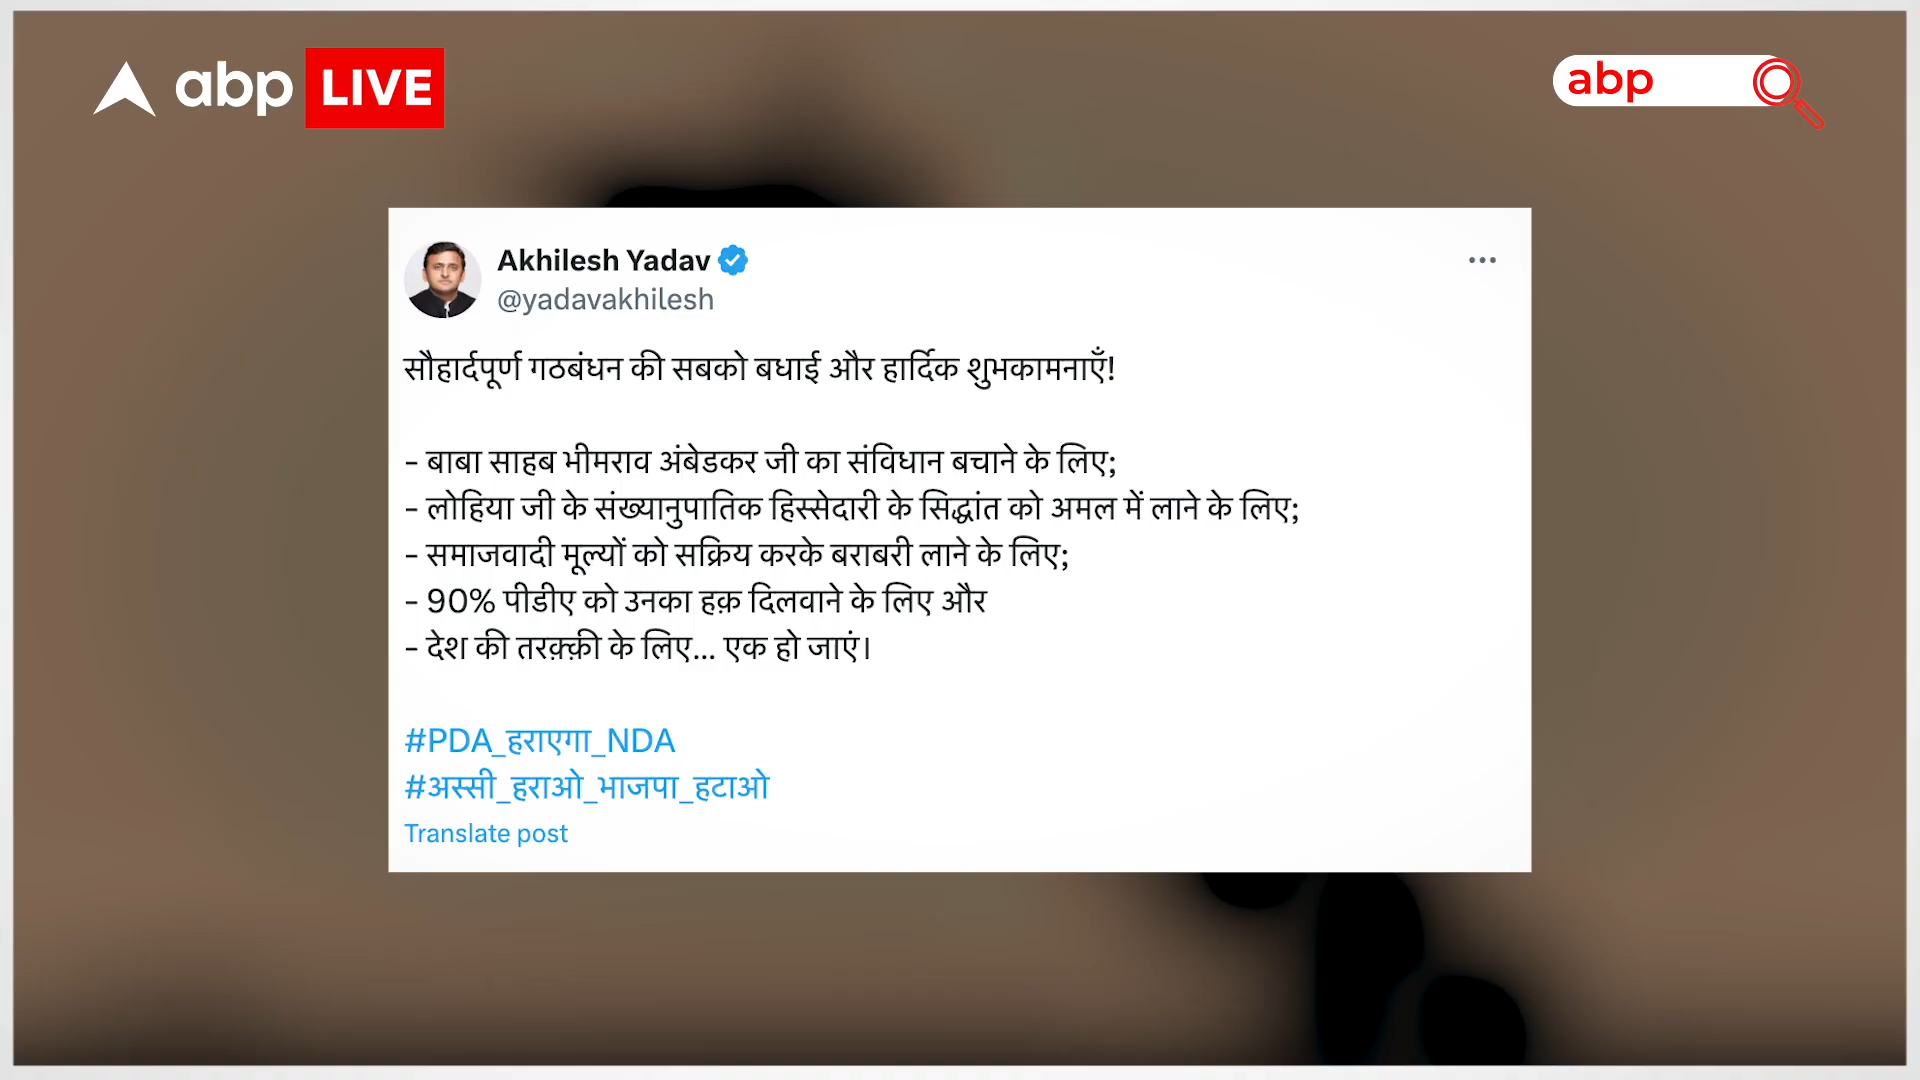 abp LIVE
abp
Akhilesh Yadav
@yadavakhilesh
सौहार्दपूर्ण गठबंधन की सबको बधाई और हार्दिक शुभकामनाएँ!
- बाबा साहब भीमराव अंबेडकर जी का संविधान बचाने के लिए;
- लोहिया जी के संख्यानुपातिक हिस्सेदारी के सिद्धांत को अमल में लाने के लिए;
- समाजवादी मूल्यों को सक्रिय करके बराबरी लाने के लिए;
- 90% पीडीए को उनका हक़ दिलवाने के लिए और
- देश की तरक़्क़ी के लिए... एक हो जाएं।
#PDA_हराएगा_NDA
#अस्सी_हराओ_भाजपा_हटाओ
Translate post